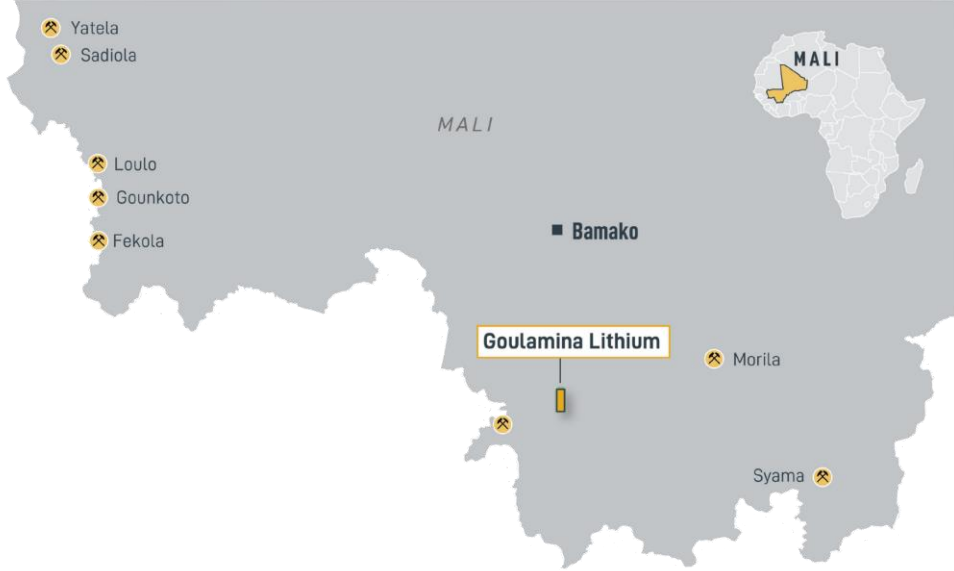 Yatela
Sadiola
MALI
MALI
Loulo
Gounkoto
Fekola
Bamako
Goulamina Lithium
Morila
Syama